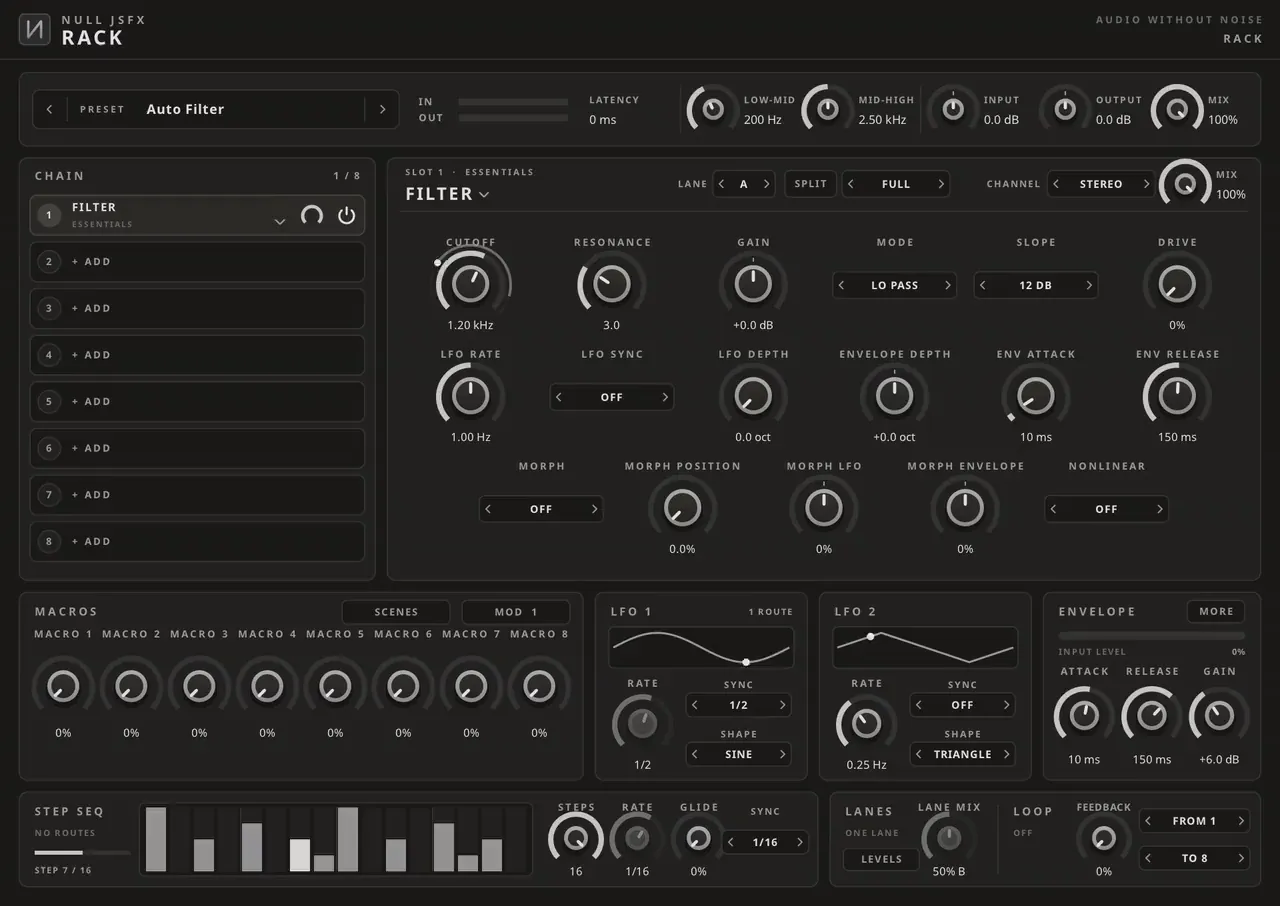 NULL JSFX
RACK
AUDIO WITHOUT NOISE
RACK
PRESET Auto Filter
IN
OUT
LATENCY
0 ms
LOW-MID
200 Hz
MID-HIGH
2.50 kHz
INPUT
0.0 dB
OUTPUT
0.0 dB
MIX
100%
CHAIN 1 / 8
1 FILTER
ESSENTIALS
2 + ADD
3 + ADD
4 + ADD
5 + ADD
6 + ADD
7 + ADD
8 + ADD
SLOT 1 · ESSENTIALS
FILTER
LANE A SPLIT FULL CHANNEL STEREO
MIX
100%
CUTOFF RESONANCE GAIN MODE SLOPE DRIVE
LO PASS 12 DB
1.20 kHz 3.0 +0.0 dB 0%
LFO RATE LFO SYNC LFO DEPTH ENVELOPE DEPTH ENV ATTACK ENV RELEASE
OFF
1.00 Hz 0.0 oct +0.0 oct 10 ms 150 ms
MORPH MORPH POSITION MORPH LFO MORPH ENVELOPE NONLINEAR
OFF OFF
0.0% 0% 0%
MACROS SCENES MOD 1
MACRO 1 MACRO 2 MACRO 3 MACRO 4 MACRO 5 MACRO 6 MACRO 7 MACRO 8
0% 0% 0% 0% 0% 0% 0% 0%
LFO 1 1 ROUTE
RATE
1/2
SYNC
1/2
SHAPE
SINE
LFO 2
RATE
0.25 Hz
SYNC
OFF
SHAPE
TRIANGLE
ENVELOPE MORE
INPUT LEVEL 0%
ATTACK RELEASE GAIN
10 ms 150 ms +6.0 dB
STEP SEQ
NO ROUTES
STEP 7 / 16
STEPS RATE GLIDE SYNC
1/16
16 1/16 0%
LANES
ONE LANE
LEVELS
LANE MIX
50% B
LOOP
OFF
FEEDBACK
0%
FROM 1
TO 8